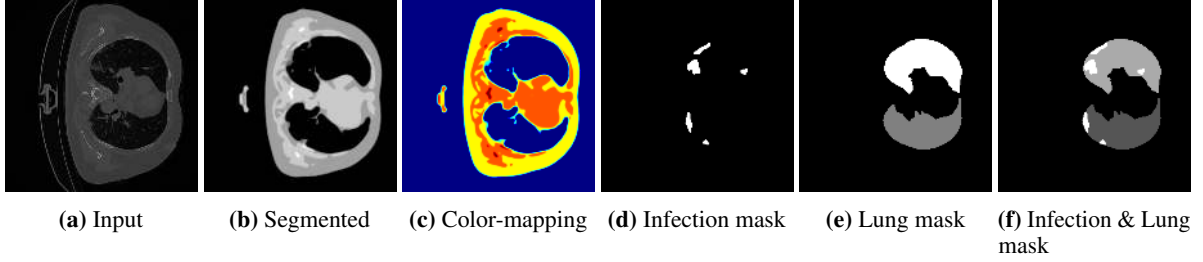 (a) Input
(b) Segmented
(c) Color-mapping
(d) Infection mask
(e) Lung mask
(f) Infection & Lung
mask